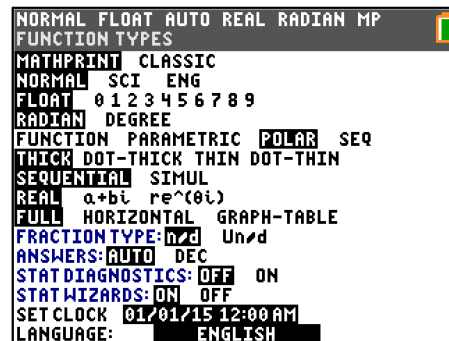 NORMAL FLOAT AUTO REAL RADIAN MP
FUNCTION TYPES
MATHPRINT CLASSIC
NORMAL SCI ENG
FLOAT 0 1 2 3 4 5 6 7 8 9
RADIAN DEGREE
FUNCTION PARAMETRIC POLAR SEQ
THICK DOT-THICK THIN DOT-THIN
SEQUENTIAL SIMUL
REAL a+bi re^(θi)
FULL HORIZONTAL GRAPH-TABLE
FRACTION TYPE: n/d Un/d
ANSWERS: AUTO DEC
STAT DIAGNOSTICS: OFF ON
STAT WIZARDS: ON OFF
SET CLOCK 01/01/15 12:00 AM
LANGUAGE: ENGLISH